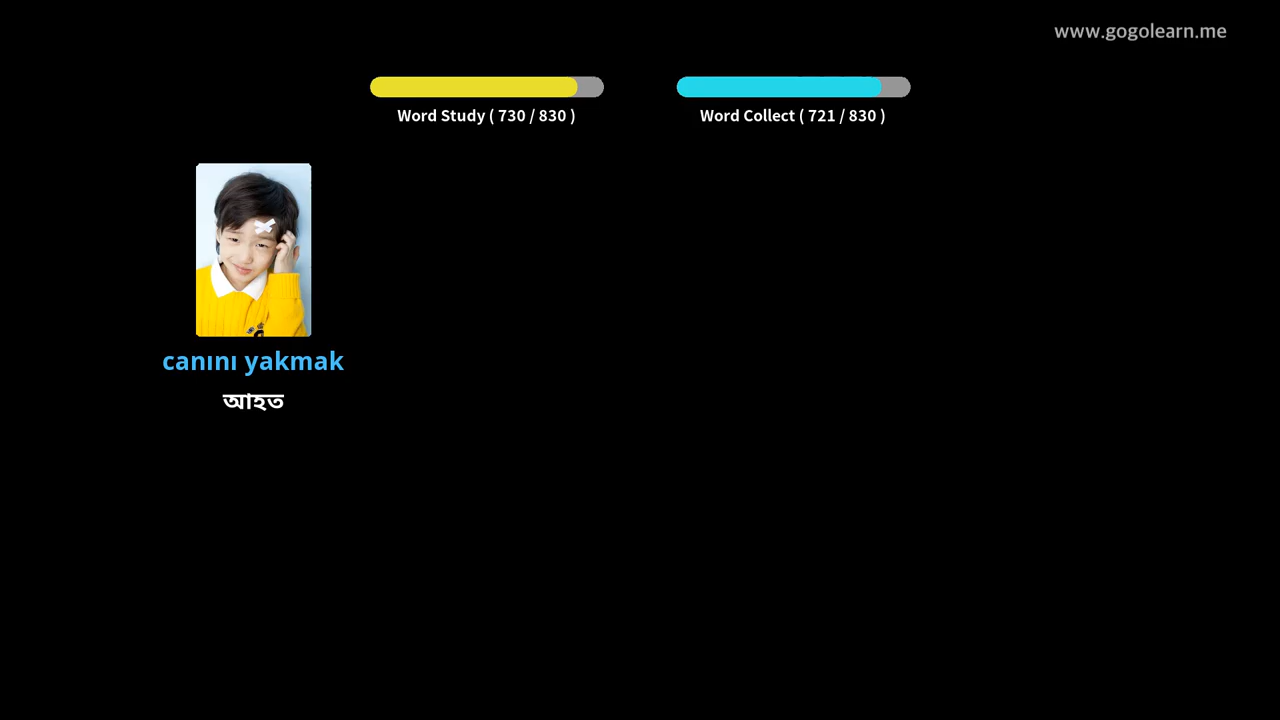 www.gogolearn.me
Word Study ( 730 / 830 )
Word Collect ( 721 / 830 )
canını yakmak
আহত